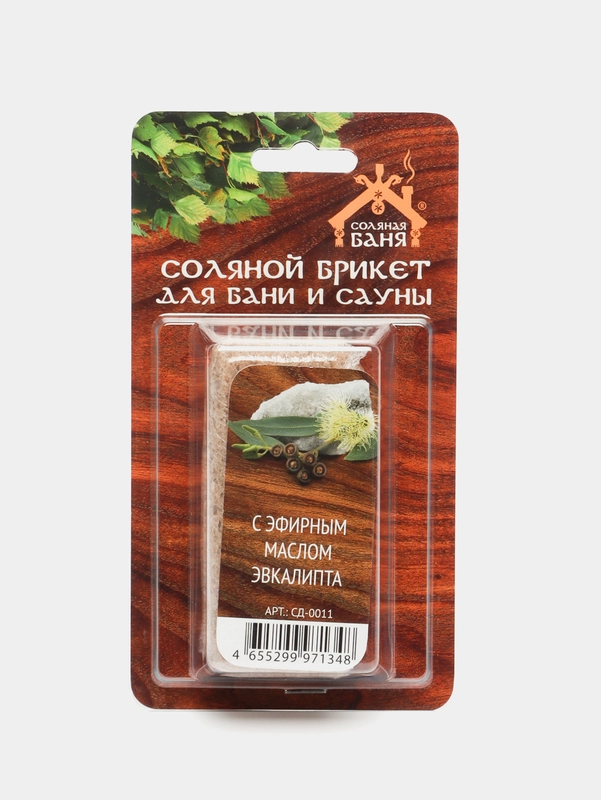 СОЛЯНАЯ
БАНЯ
®
СОЛЯНОЙ БРИКЕТ
ДЛЯ БАНИ И САУНЫ
С ЭФИРНЫМ
МАСЛОМ
ЭВКАЛИПТА
АРТ.: СД-0011
4 655299 971348